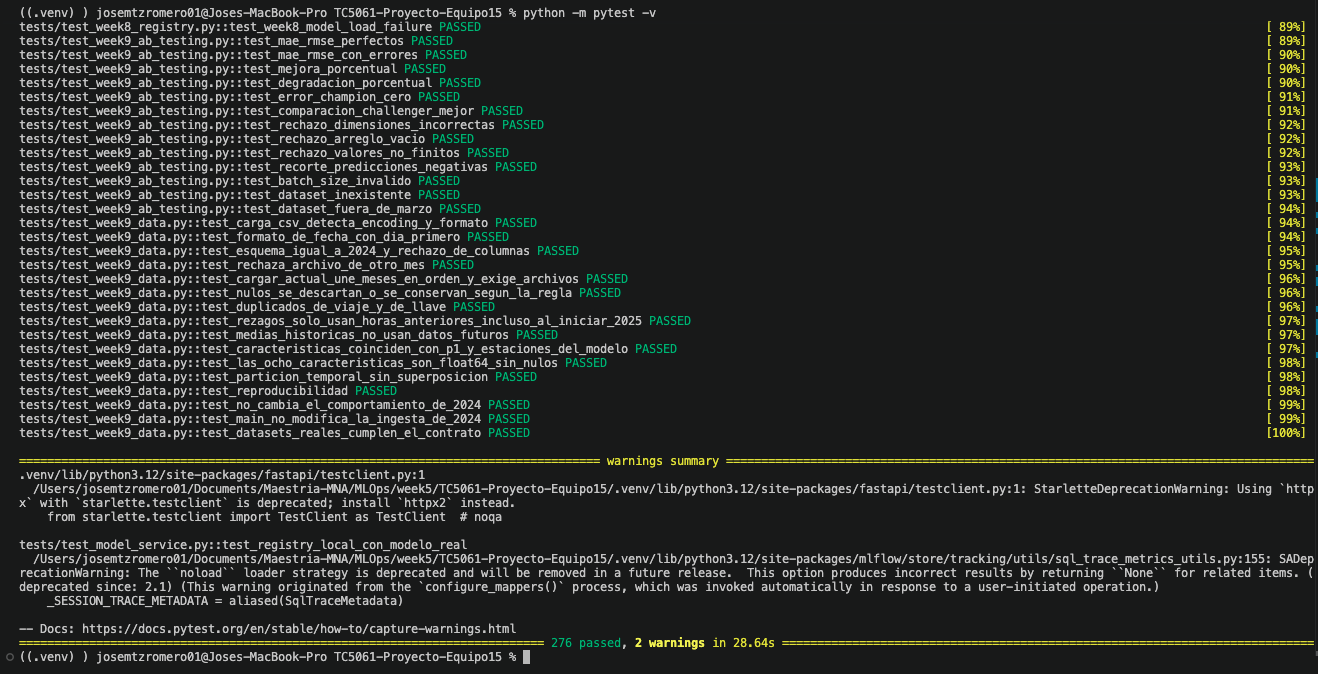 ((.venv) ) josemtzromero01@Joses-MacBook-Pro TC5061-Proyecto-Equipo15 % python -m pytest -v
tests/test_week8_registry.py::test_week8_model_load_failure PASSED [ 89%]
tests/test_week9_ab_testing.py::test_mae_rmse_perfectos PASSED [ 89%]
tests/test_week9_ab_testing.py::test_mae_rmse_con_errores PASSED [ 90%]
tests/test_week9_ab_testing.py::test_mejora_porcentual PASSED [ 90%]
tests/test_week9_ab_testing.py::test_degradacion_porcentual PASSED [ 90%]
tests/test_week9_ab_testing.py::test_error_champion_cero PASSED [ 91%]
tests/test_week9_ab_testing.py::test_comparacion_challenger_mejor PASSED [ 91%]
tests/test_week9_ab_testing.py::test_rechazo_dimensiones_incorrectas PASSED [ 92%]
tests/test_week9_ab_testing.py::test_rechazo_arreglo_vacio PASSED [ 92%]
tests/test_week9_ab_testing.py::test_rechazo_valores_no_finitos PASSED [ 92%]
tests/test_week9_ab_testing.py::test_recorte_predicciones_negativas PASSED [ 93%]
tests/test_week9_ab_testing.py::test_batch_size_invalido PASSED [ 93%]
tests/test_week9_ab_testing.py::test_dataset_inexistente PASSED [ 93%]
tests/test_week9_ab_testing.py::test_dataset_fuera_de_marzo PASSED [ 94%]
tests/test_week9_data.py::test_carga_csv_detecta_encoding_y_formato PASSED [ 94%]
tests/test_week9_data.py::test_formato_de_fecha_con_dia_primero PASSED [ 94%]
tests/test_week9_data.py::test_esquema_igual_a_2024_y_rechazo_de_columnas PASSED [ 95%]
tests/test_week9_data.py::test_rechaza_archivo_de_otro_mes PASSED [ 95%]
tests/test_week9_data.py::test_cargar_actual_une_meses_en_orden_y_exige_archivos PASSED [ 96%]
tests/test_week9_data.py::test_nulos_se_descartan_o_se_conservan_segun_la_regla PASSED [ 96%]
tests/test_week9_data.py::test_duplicados_de_viaje_y_de_llave PASSED [ 96%]
tests/test_week9_data.py::test_rezagos_solo_usan_horas_anteriores_incluso_al_iniciar_2025 PASSED [ 97%]
tests/test_week9_data.py::test_medias_historicas_no_usan_datos_futuros PASSED [ 97%]
tests/test_week9_data.py::test_caracteristicas_coinciden_con_p1_y_estaciones_del_modelo PASSED [ 97%]
tests/test_week9_data.py::test_las_ocho_caracteristicas_son_float64_sin_nulos PASSED [ 98%]
tests/test_week9_data.py::test_particion_temporal_sin_superposicion PASSED [ 98%]
tests/test_week9_data.py::test_reproducibilidad PASSED [ 98%]
tests/test_week9_data.py::test_no_cambia_el_comportamiento_de_2024 PASSED [ 99%]
tests/test_week9_data.py::test_main_no_modifica_la_ingesta_de_2024 PASSED [ 99%]
tests/test_week9_data.py::test_datasets_reales_cumplen_el_contrato PASSED [100%]
warnings summary
.venv/lib/python3.12/site-packages/fastapi/testclient.py:1
/Users/josemtzromero01/Documents/Maestria-MNA/MLOps/week5/TC5061-Proyecto-Equipo15/.venv/lib/python3.12/site-packages/fastapi/testclient.py:1: StarletteDeprecationWarning: Using `http
x` with `starlette.testclient` is deprecated; install `httpx2` instead.
from starlette.testclient import TestClient as TestClient  # noqa
tests/test_model_service.py::test_registry_local_con_modelo_real
/Users/josemtzromero01/Documents/Maestria-MNA/MLOps/week5/TC5061-Proyecto-Equipo15/.venv/lib/python3.12/site-packages/mlflow/store/tracking/utils/sql_trace_metrics_utils.py:155: SADep
recationWarning: The ``noload`` loader strategy is deprecated and will be removed in a future release.  This option produces incorrect results by returning ``None`` for related items. (
deprecated since: 2.1) (This warning originated from the `configure_mappers()` process, which was invoked automatically in response to a user-initiated operation.)
_SESSION_TRACE_METADATA = aliased(SqlTraceMetadata)
-- Docs: https://docs.pytest.org/en/stable/how-to/capture-warnings.html
276 passed, 2 warnings in 28.64s
((.venv) ) josemtzromero01@Joses-MacBook-Pro TC5061-Proyecto-Equipo15 %